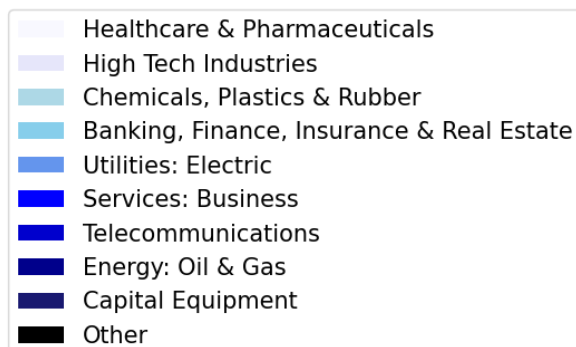 Healthcare & Pharmaceuticals
High Tech Industries
Chemicals, Plastics & Rubber
Banking, Finance, Insurance & Real Estate
Utilities: Electric
Services: Business
Telecommunications
Energy: Oil & Gas
Capital Equipment
Other